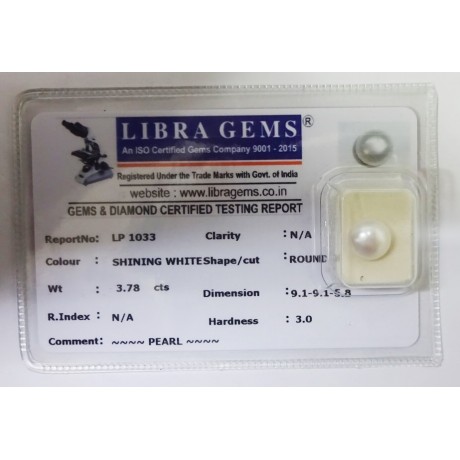 LIBRA GEMS®
An ISO Certified Gems Company 9001 - 2015
Registered Under the Trade Marks with Govt. of India
website : www.libragems.co.in
GEMS & DIAMOND CERTIFIED TESTING REPORT
ReportNo: LP 1033 Clarity : N/A
Colour : SHINING WHITE Shape/cut : ROUND
Wt : 3.78 cts Dimension : 9.1-9.1-5.8
R.Index : N/A Hardness : 3.0
Comment: ~~~~ PEARL ~~~~